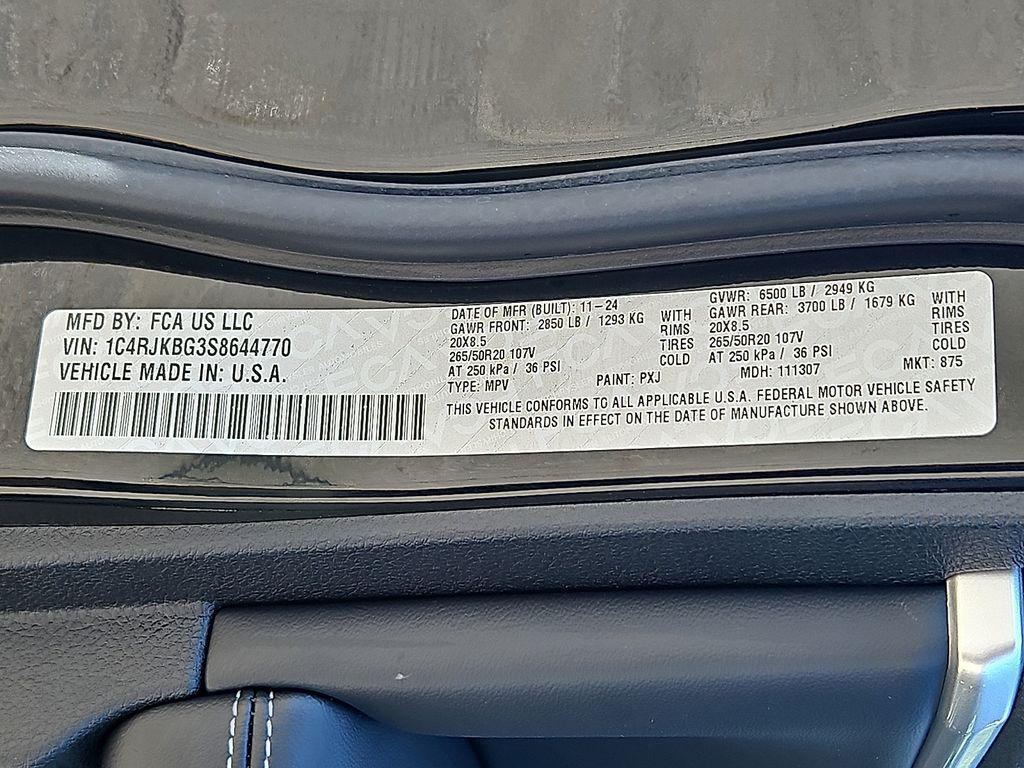 MFD BY: FCA US LLC
VIN: 1C4RJKBG3S8644770
VEHICLE MADE IN: U.S.A.
DATE OF MFR (BUILT): 11-24
GAWR FRONT: 2850 LB / 1293 KG
20X8.5
265/50R20 107V
AT 250 kPa / 36 PSI
TYPE: MPV
WITH
RIMS
TIRES
COLD
PAINT: PXJ
GVWR: 6500 LB / 2949 KG
GAWR REAR: 3700 LB / 1679 KG
20X8.5
265/50R20 107V
AT 250 kPa / 36 PSI
MDH: 111307
WITH
RIMS
TIRES
COLD
MKT: 875
THIS VEHICLE CONFORMS TO ALL APPLICABLE U.S.A. FEDERAL MOTOR VEHICLE SAFETY
STANDARDS IN EFFECT ON THE DATE OF MANUFACTURE SHOWN ABOVE.